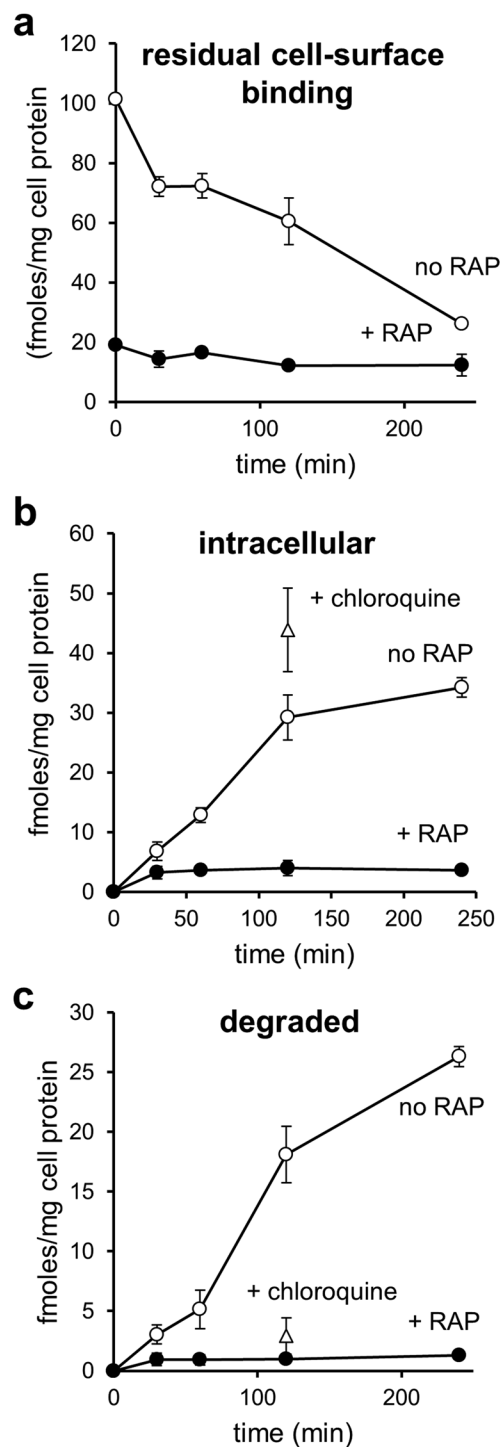 a
residual cell-surface
binding
(fmoles/mg cell protein
120
100
80
60
40
20
0
no RAP
+ RAP
0
100
200
time (min)
b
intracellular
fmoles/mg cell protein
60
50
40
30
20
10
0
+ chloroquine
no RAP
+ RAP
0
50
100
150
200
250
time (min)
c
degraded
fmoles/mg cell protein
30
25
20
15
10
5
0
no RAP
+ chloroquine
+ RAP
0
100
200
time (min)